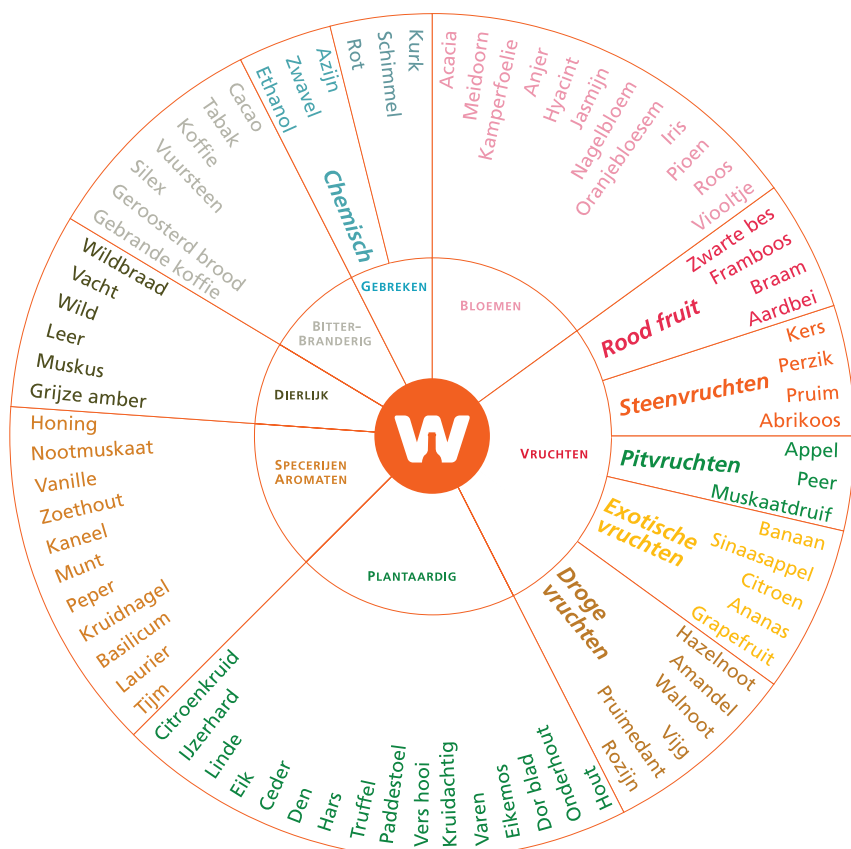 W
BLOEMEN
Acacia
Meidoorn
Kamperfoelie
Anjer
Hyacint
Jasmijn
Nagelbloem
Oranjebloesem
Iris
Pioen
Roos
Viooltje
VRUCHTEN
Rood fruit
Zwarte bes
Framboos
Braam
Aardbei
Steenvruchten
Kers
Perzik
Pruim
Abrikoos
Pitvruchten
Appel
Peer
Muskaatdruif
Exotische
vruchten
Banaan
Sinaasappel
Citroen
Ananas
Grapefruit
Droge
vruchten
Hazelnoot
Amandel
Walnoot
Vijg
Pruimedant
Rozijn
PLANTAARDIG
Hout
Onderhout
Dor blad
Eikemos
Varen
Kruidachtig
Vers hooi
Paddestoel
Truffel
Hars
Den
Ceder
Eik
Linde
IJzerhard
Citroenkruid
SPECERIJEN
AROMATEN
Tijm
Laurier
Basilicum
Kruidnagel
Peper
Munt
Kaneel
Zoethout
Vanille
Nootmuskaat
Honing
DIERLIJK
Grijze amber
Muskus
Leer
Wild
Vacht
Wildbraad
BITTER-
BRANDERIG
Gebrande koffie
Geroosterd brood
Silex
Vuursteen
Koffie
Tabak
Cacao
GEBREKEN
Chemisch
Ethanol
Zwavel
Azijn
Rot
Schimmel
Kurk